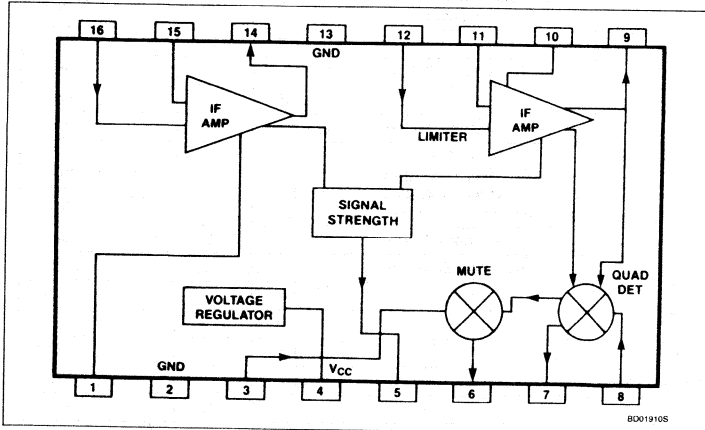 16 15 14 13 12 11 10 9
GND
IF
AMP
IF
AMP
LIMITER
SIGNAL
STRENGTH
MUTE
QUAD
DET
VOLTAGE
REGULATOR
GND
VCC
1 2 3 4 5 6 7 8
BD01910S